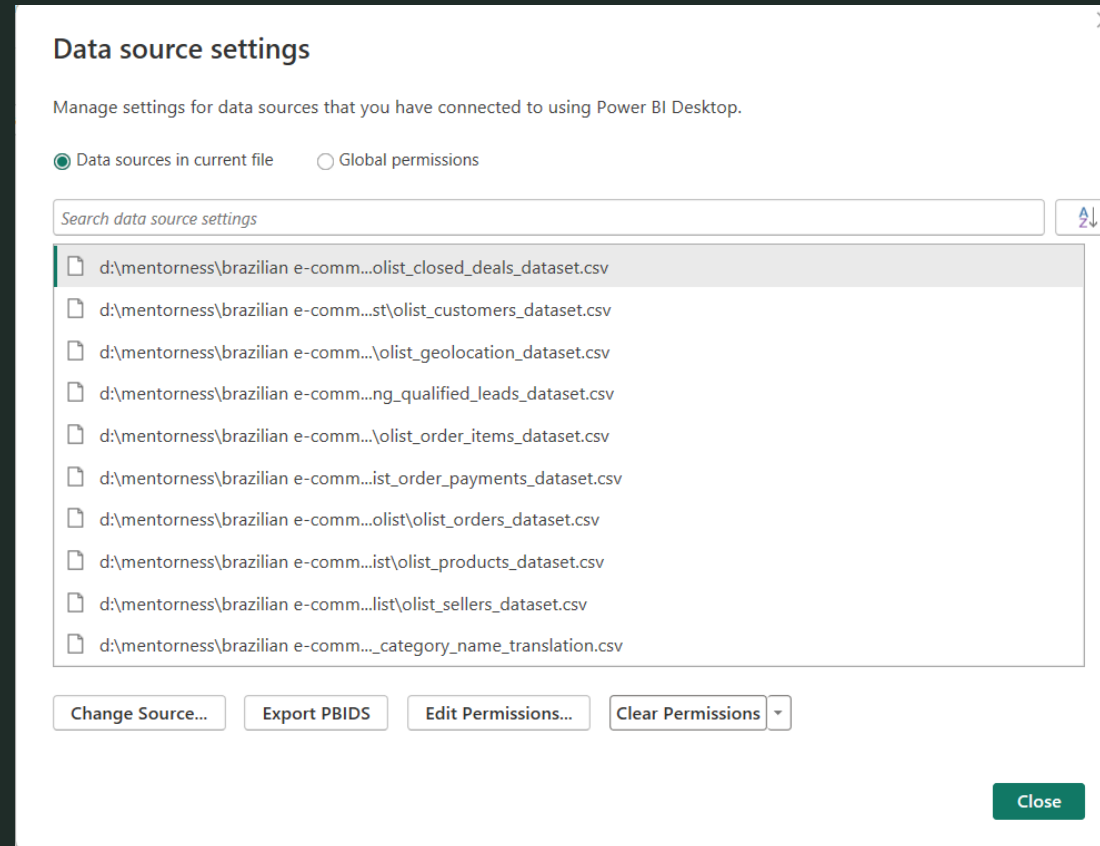 Data source settings
Manage settings for data sources that you have connected to using Power BI Desktop.
Data sources in current file Global permissions
Search data source settings
d:\mentorness\brazilian e-comm...olist_closed_deals_dataset.csv
d:\mentorness\brazilian e-comm...st\olist_customers_dataset.csv
d:\mentorness\brazilian e-comm...\olist_geolocation_dataset.csv
d:\mentorness\brazilian e-comm...ng_qualified_leads_dataset.csv
d:\mentorness\brazilian e-comm...\olist_order_items_dataset.csv
d:\mentorness\brazilian e-comm...ist_order_payments_dataset.csv
d:\mentorness\brazilian e-comm...olist\olist_orders_dataset.csv
d:\mentorness\brazilian e-comm...ist\olist_products_dataset.csv
d:\mentorness\brazilian e-comm...list\olist_sellers_dataset.csv
d:\mentorness\brazilian e-comm..._category_name_translation.csv
Change Source... Export PBIDS Edit Permissions... Clear Permissions
Close